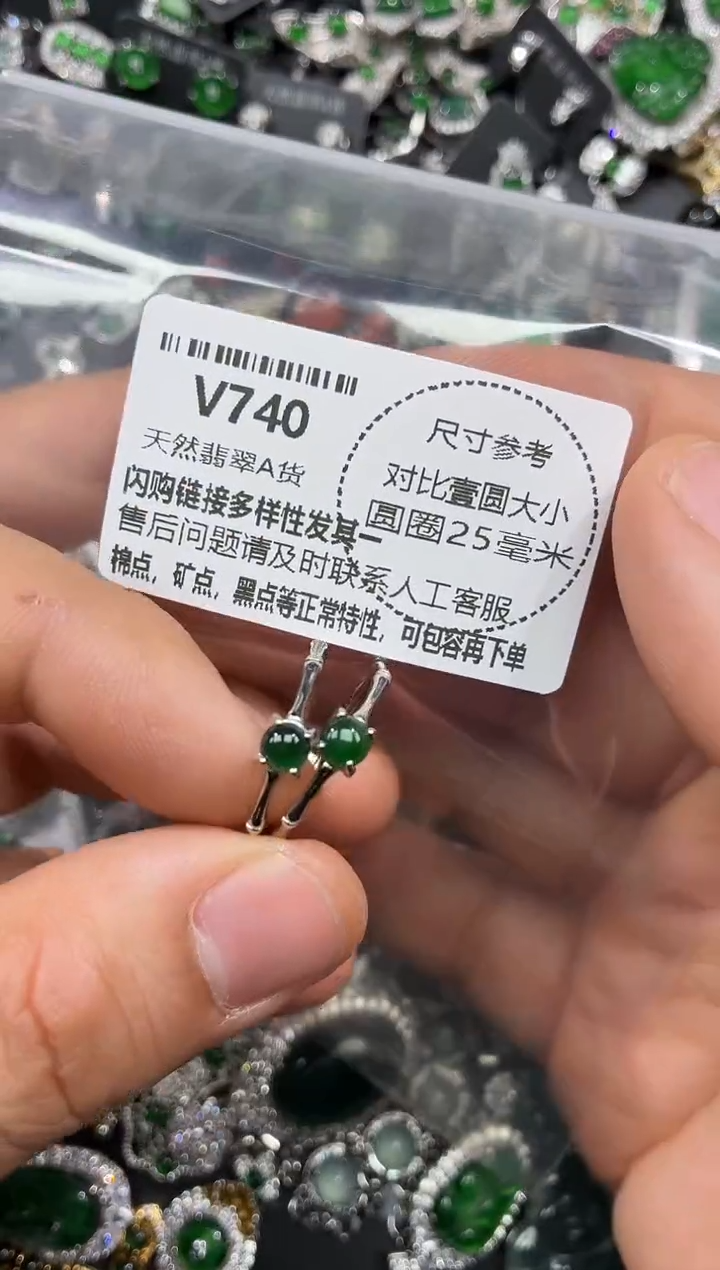 V740
天然翡翠A货
闪购链接多样性发其一
售后问题请及时联系人工客服
棉点，矿点，黑点等正常特性，可包容再下单
尺寸参考
对比壹圆大小
圆圈25毫米